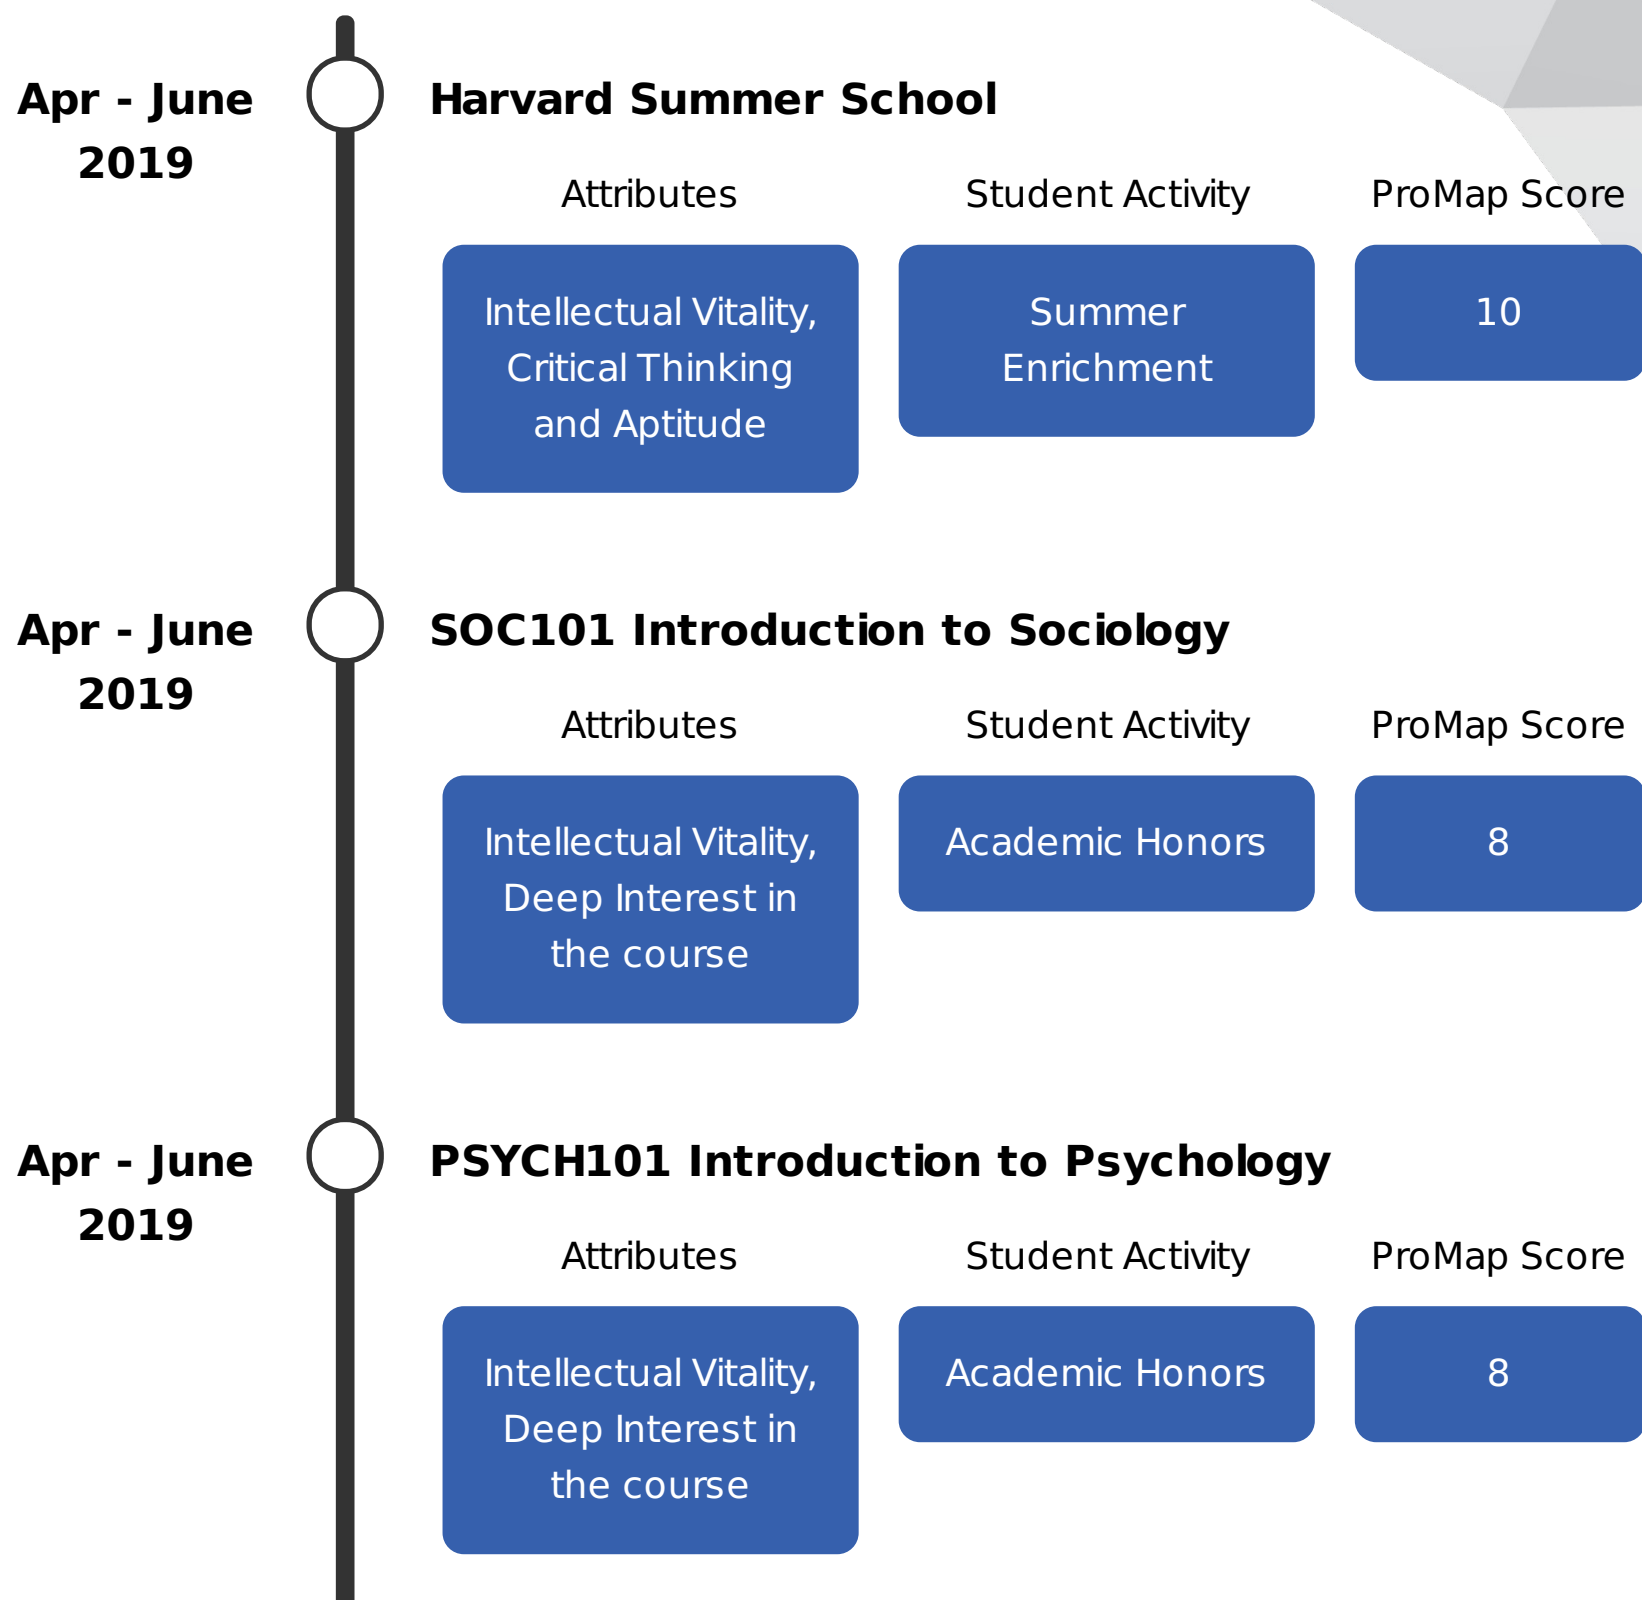 Apr - June
2019
Harvard Summer School
Attributes
Student Activity
ProMap Score
Intellectual Vitality,
Critical Thinking
and Aptitude
Summer
Enrichment
10
Apr - June
2019
SOC101 Introduction to Sociology
Attributes
Student Activity
ProMap Score
Intellectual Vitality,
Deep Interest in
the course
Academic Honors
8
Apr - June
2019
PSYCH101 Introduction to Psychology
Attributes
Student Activity
ProMap Score
Intellectual Vitality,
Deep Interest in
the course
Academic Honors
8